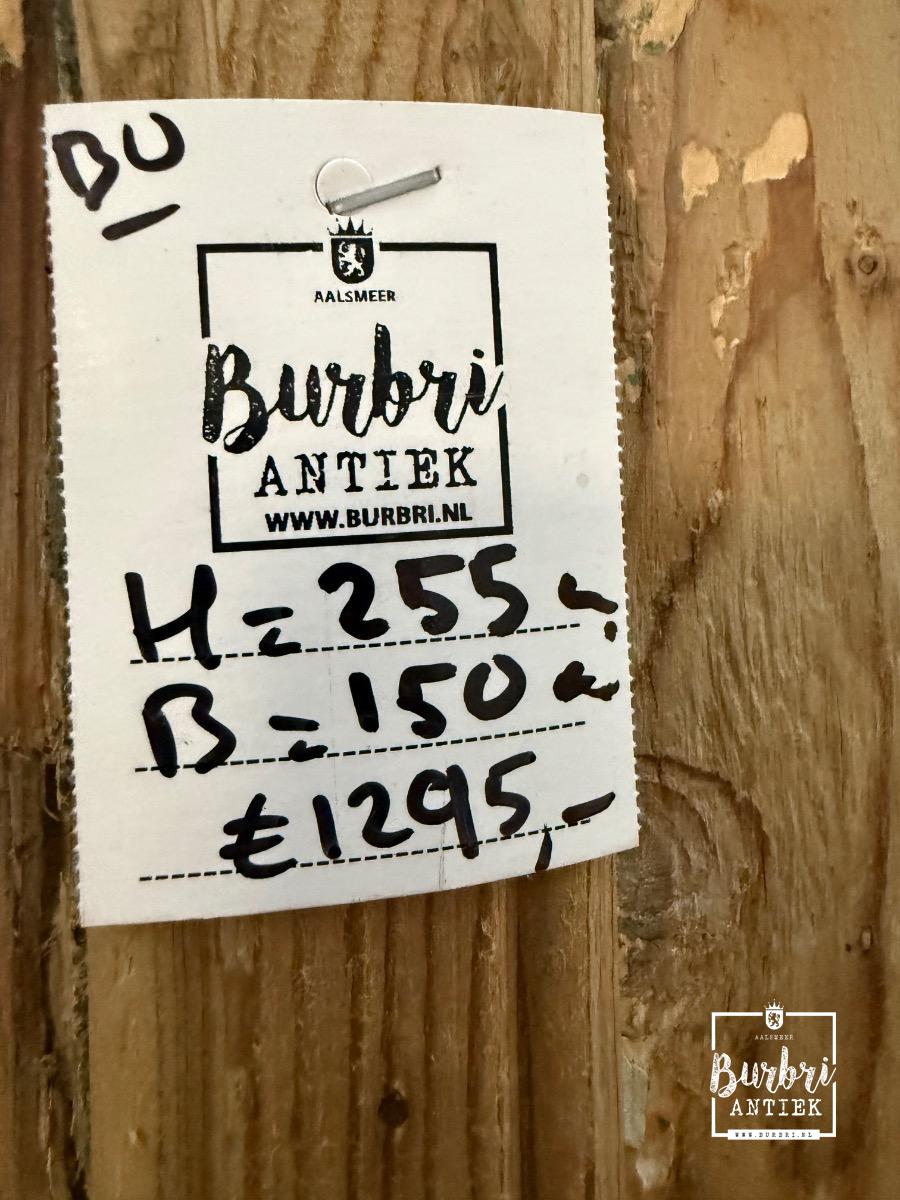 BU
AALSMEER
Burbri
ANTIEK
WWW.BURBRI.NL
H = 255
B = 150
€1295,-
AALSMEER
Burbri
ANTIEK
WWW.BURBRI.NL